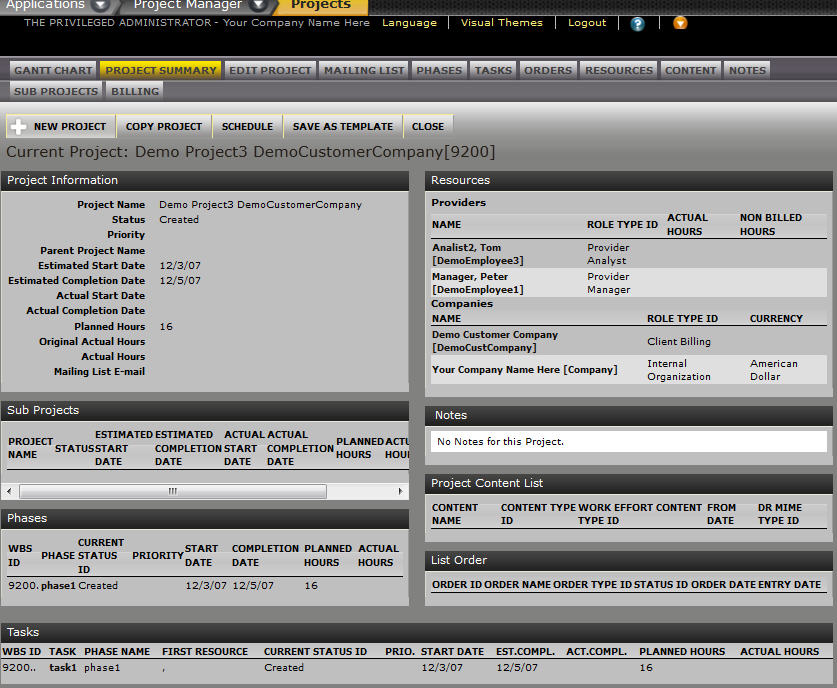 Applications Project Manager Projects
THE PRIVILEGED ADMINISTRATOR - Your Company Name Here Language Visual Themes Logout ?
GANTT CHART PROJECT SUMMARY EDIT PROJECT MAILING LIST PHASES TASKS ORDERS RESOURCES CONTENT NOTES
SUB PROJECTS BILLING
NEW PROJECT COPY PROJECT SCHEDULE SAVE AS TEMPLATE CLOSE
Current Project: Demo Project3 DemoCustomerCompany[9200]
Project Information
Project Name Demo Project3 DemoCustomerCompany
Status Created
Priority
Parent Project Name
Estimated Start Date 12/3/07
Estimated Completion Date 12/5/07
Actual Start Date
Actual Completion Date
Planned Hours 16
Original Actual Hours
Actual Hours
Mailing List E-mail
Sub Projects
ESTIMATED ESTIMATED ACTUAL ACTUAL
PROJECT STATUS START COMPLETION START COMPLETION PLANNED ACTU
NAME DATE DATE DATE DATE HOURS HOU
Phases
CURRENT
WBS PHASE STATUS PRIORITY START COMPLETION PLANNED ACTUAL
ID ID DATE DATE HOURS HOURS
9200. phase1 Created 12/3/07 12/5/07 16
Resources
Providers
NAME ROLE TYPE ID ACTUAL HOURS NON BILLED HOURS
Analist2, Tom Provider
[DemoEmployee3] Analyst
Manager, Peter Provider
[DemoEmployee1] Manager
Companies
NAME ROLE TYPE ID CURRENCY
Demo Customer Company
[DemoCustCompany] Client Billing
Your Company Name Here [Company] Internal American
Organization Dollar
Notes
No Notes for this Project.
Project Content List
CONTENT CONTENT TYPE WORK EFFORT CONTENT FROM DR MIME
NAME ID TYPE ID DATE TYPE ID
List Order
ORDER ID ORDER NAME ORDER TYPE ID STATUS ID ORDER DATE ENTRY DATE
Tasks
WBS ID TASK PHASE NAME FIRST RESOURCE CURRENT STATUS ID PRIO. START DATE EST.COMPL. ACT.COMPL. PLANNED HOURS ACTUAL HOURS
9200.. task1 phase1 , Created 12/3/07 12/5/07 16